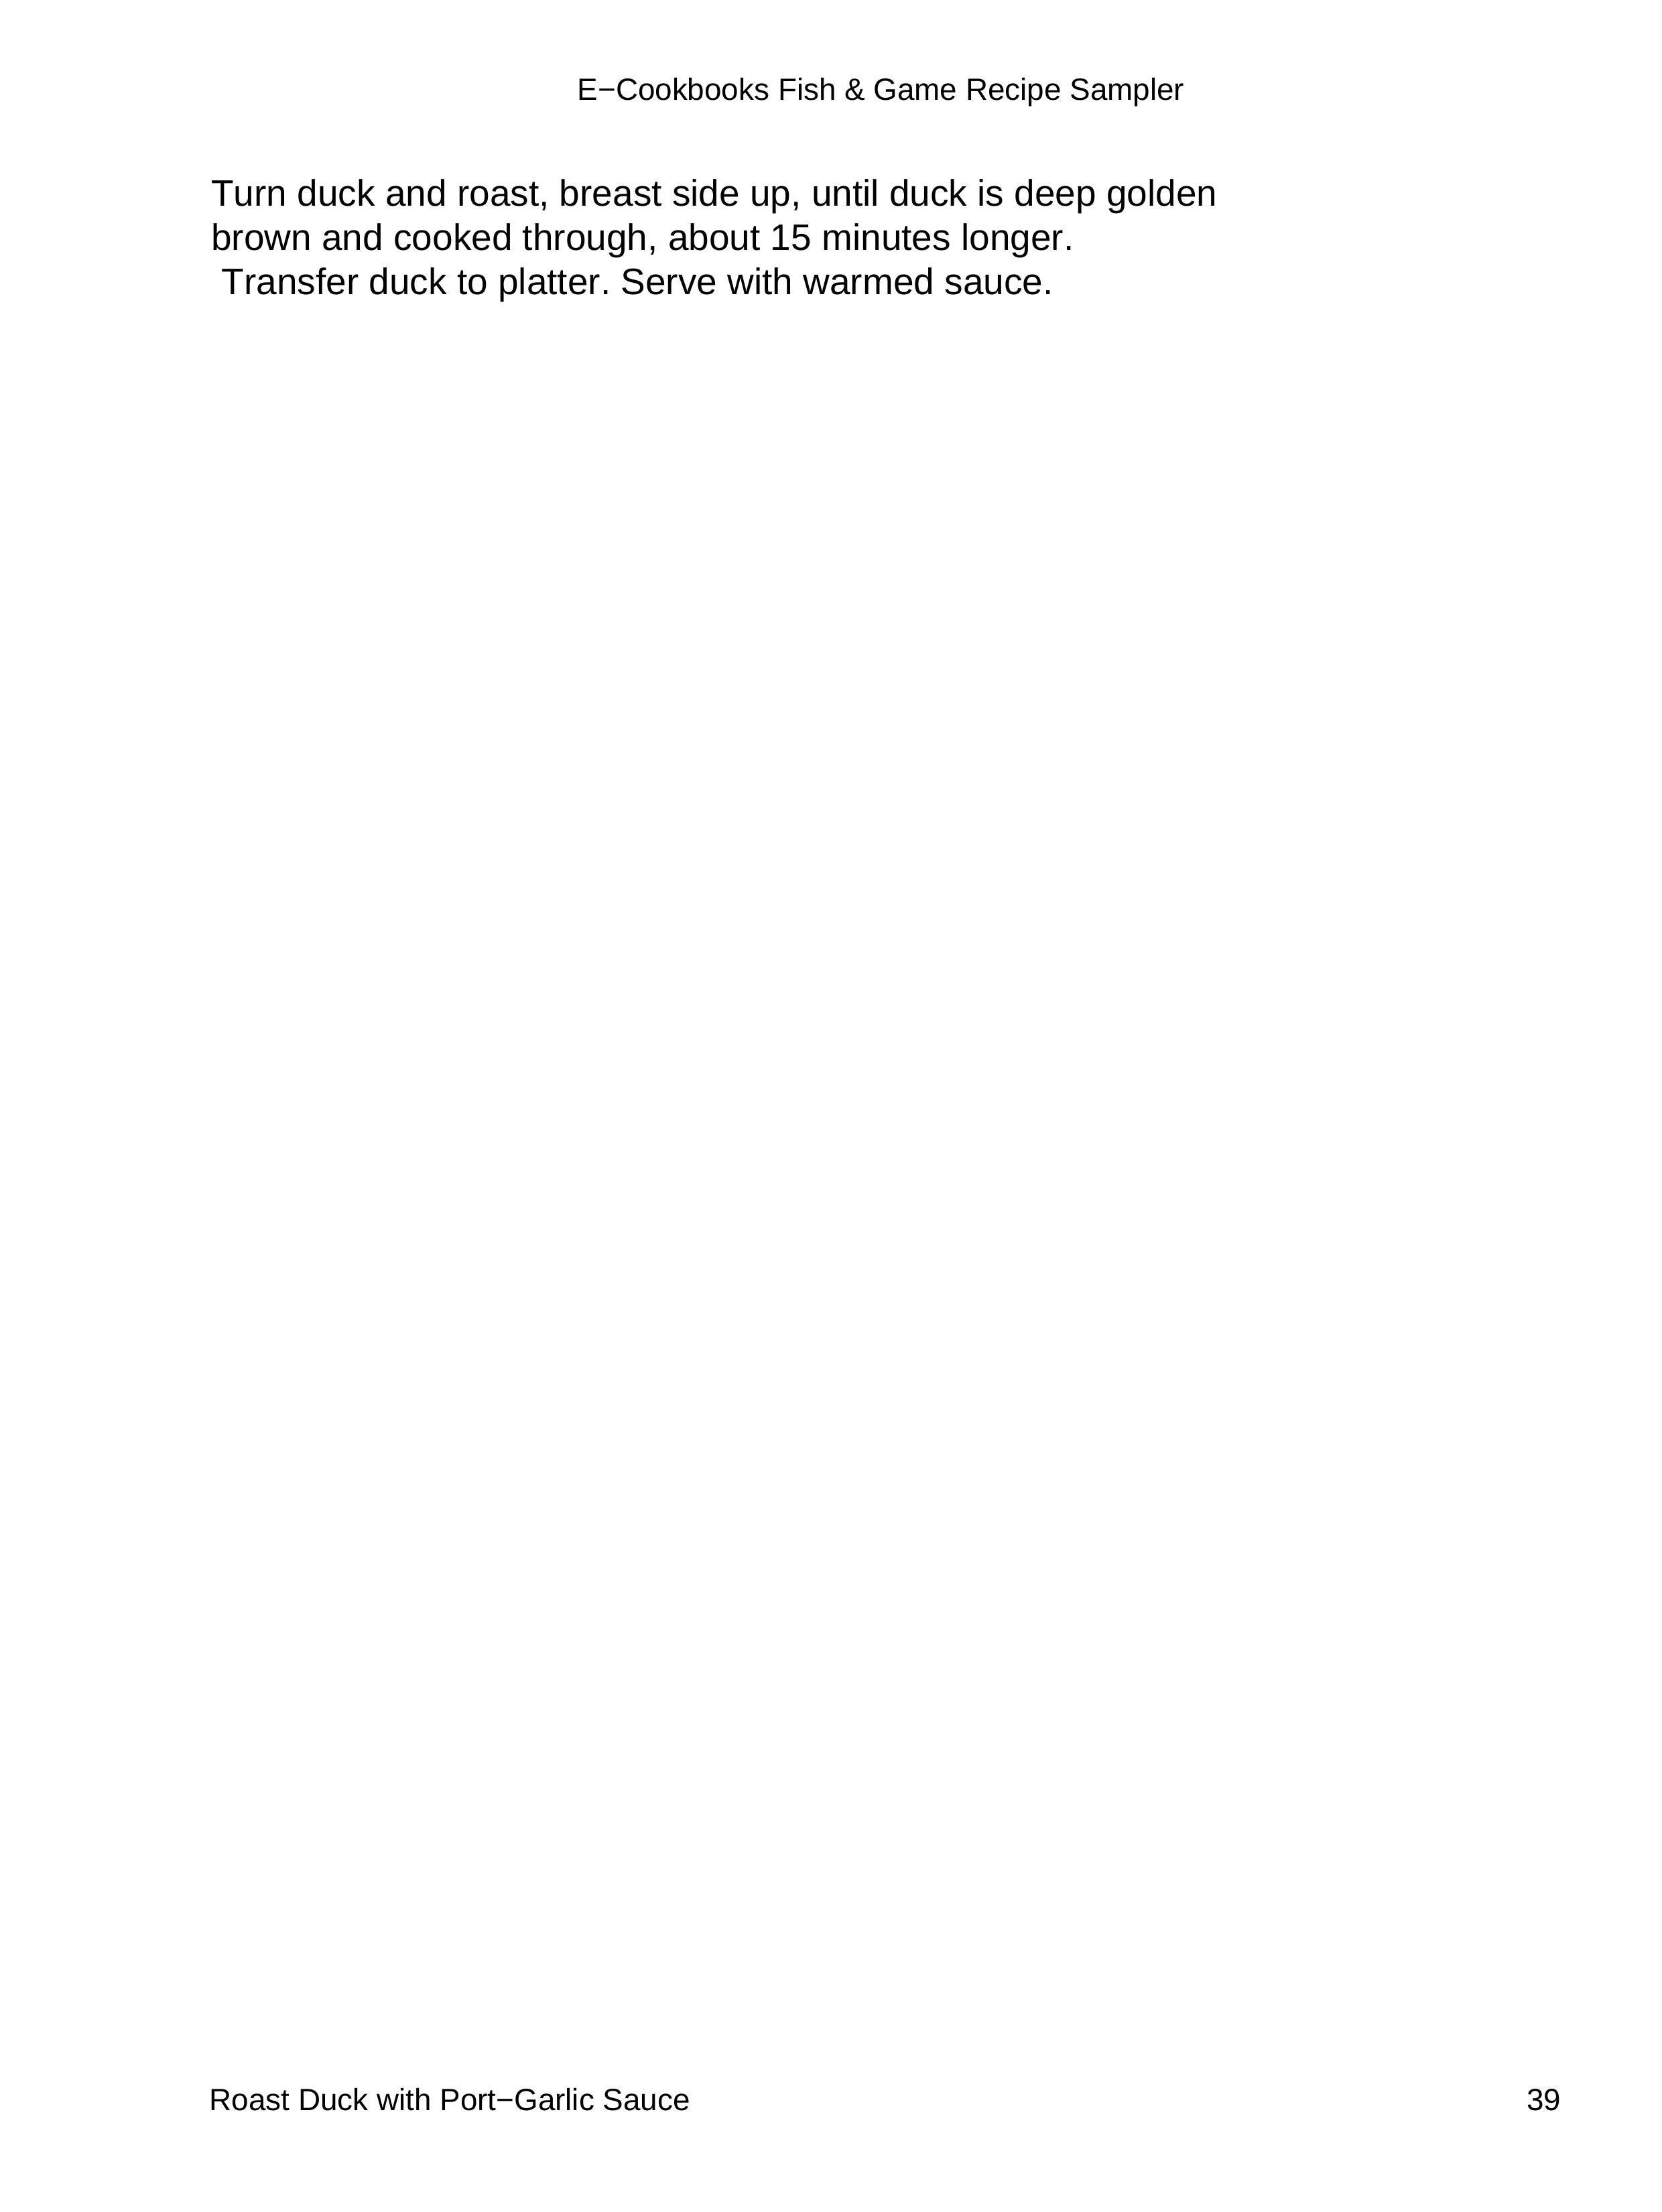 E−Cookbooks Fish & Game Recipe Sampler
Turn duck and roast, breast side up, until duck is deep golden
brown and cooked through, about 15 minutes longer.
Transfer duck to platter. Serve with warmed sauce.
Roast Duck with Port−Garlic Sauce 39